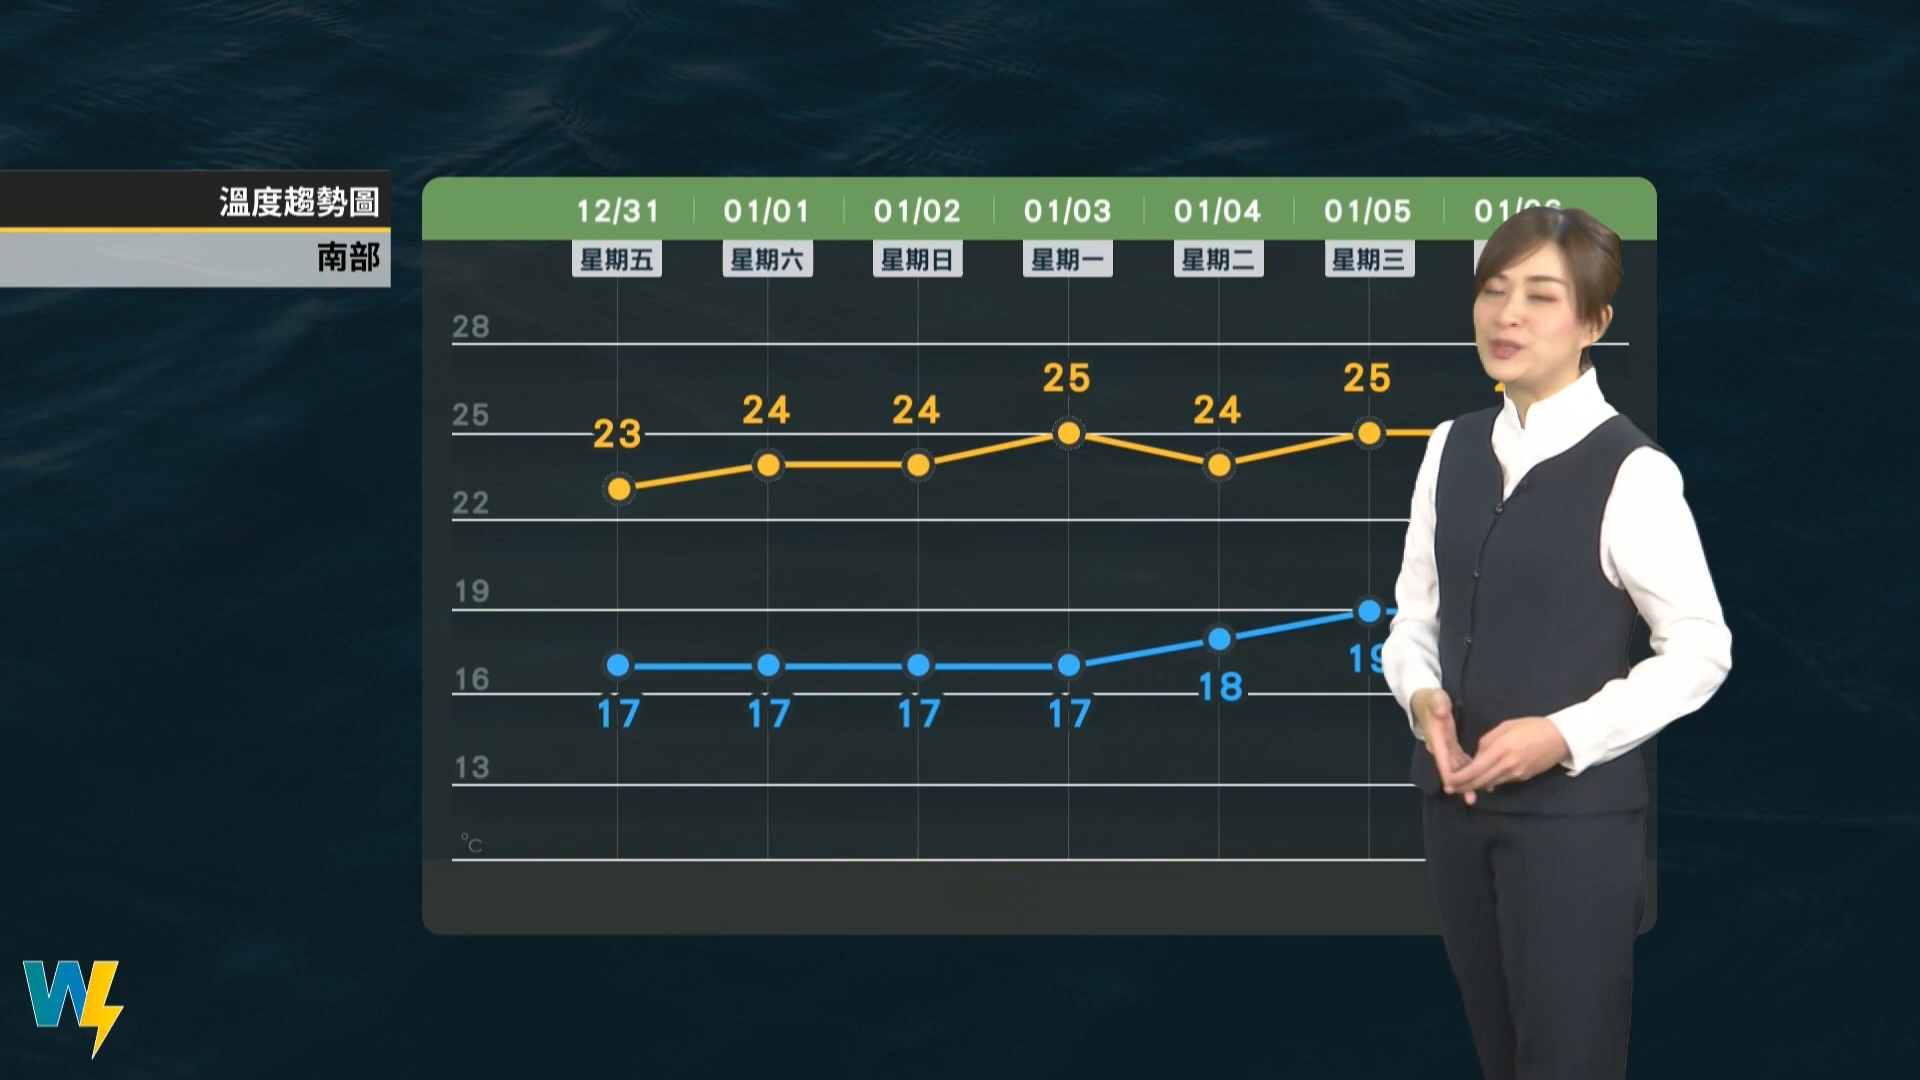 溫度趨勢圖
南部
12/31 01/01 01/02 01/03 01/04 01/05
星期五 星期六 星期日 星期一 星期二 星期三
28
25
22
19
16
13
°C
23 24 24 25 24 25
17 17 17 17 18 19
W